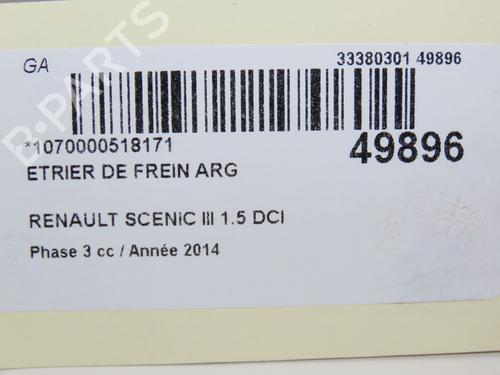 GA
33380301 49896
*1070000518171
49896
ETRIER DE FREIN ARG
RENAULT SCENIC III 1.5 DCI
Phase 3 cc / Année 2014
B-PARTS